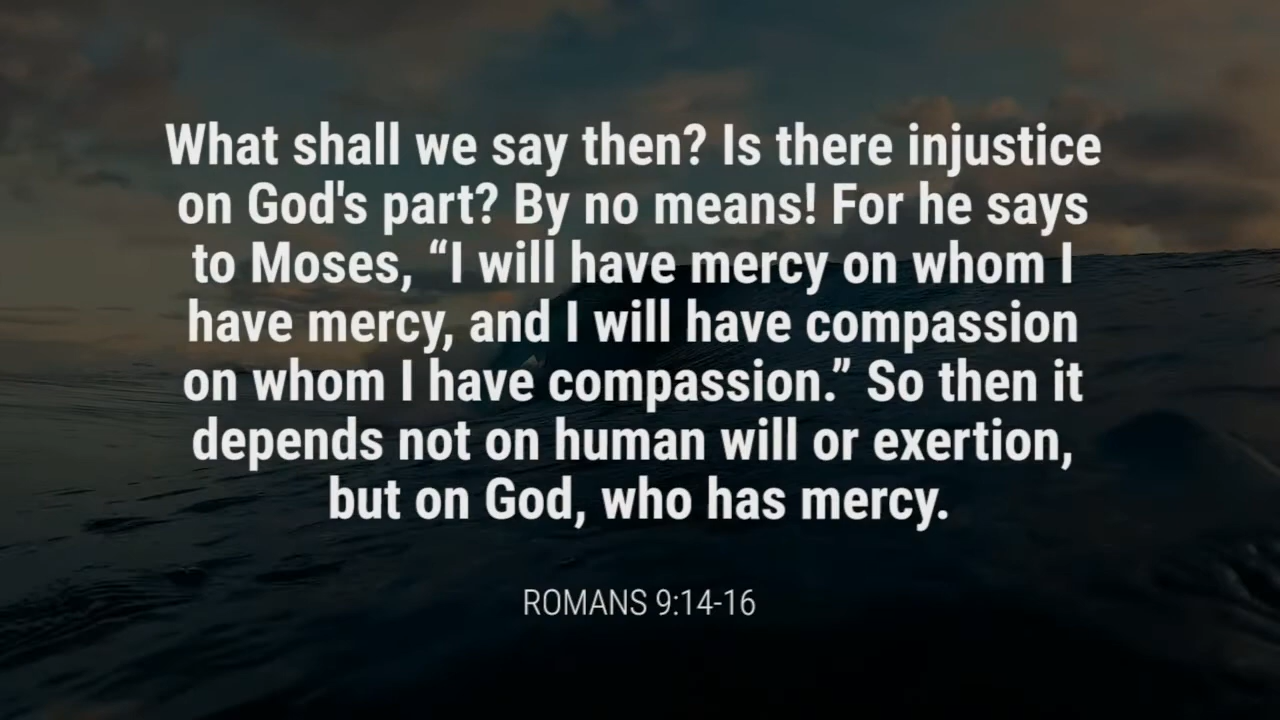 What shall we say then? Is there injustice
on God's part? By no means! For he says
to Moses, “I will have mercy on whom I
have mercy, and I will have compassion
on whom I have compassion.” So then it
depends not on human will or exertion,
but on God, who has mercy.
ROMANS 9:14-16